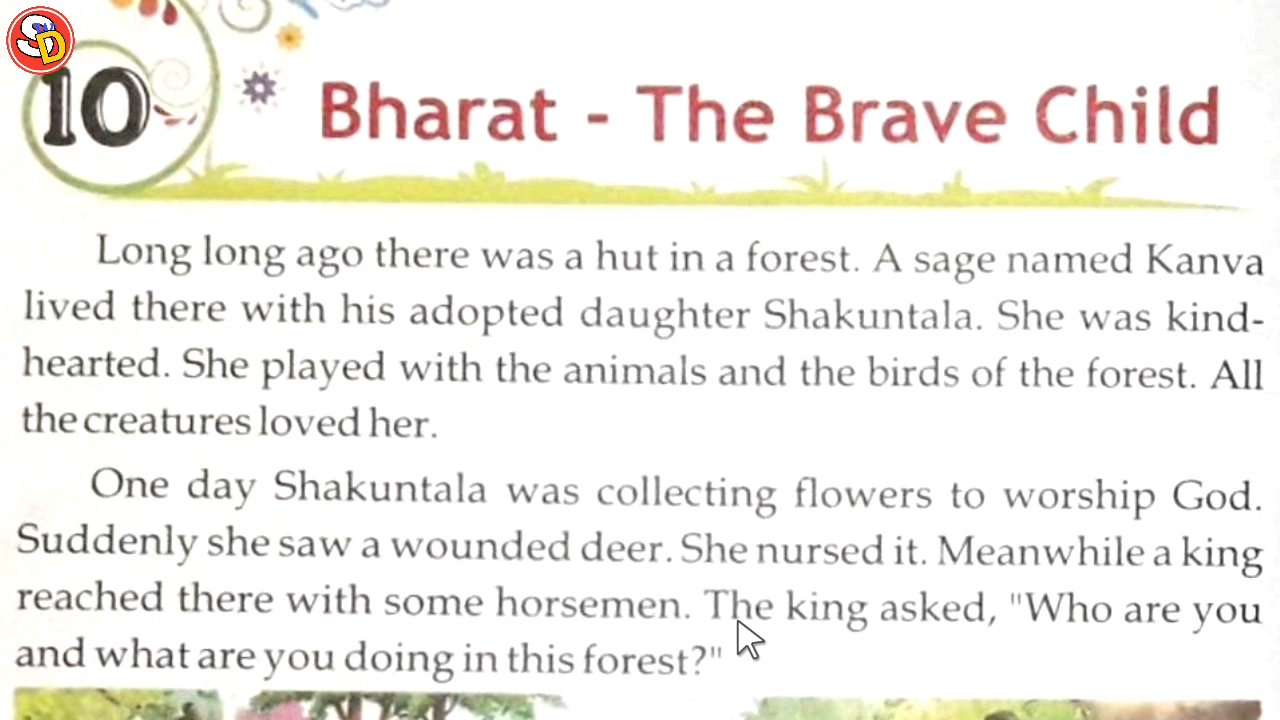 SD
10
Bharat - The Brave Child
Long long ago there was a hut in a forest. A sage named Kanva
lived there with his adopted daughter Shakuntala. She was kind-
hearted. She played with the animals and the birds of the forest. All
the creatures loved her.
One day Shakuntala was collecting flowers to worship God.
Suddenly she saw a wounded deer. She nursed it. Meanwhile a king
reached there with some horsemen. The king asked, "Who are you
and what are you doing in this forest?"